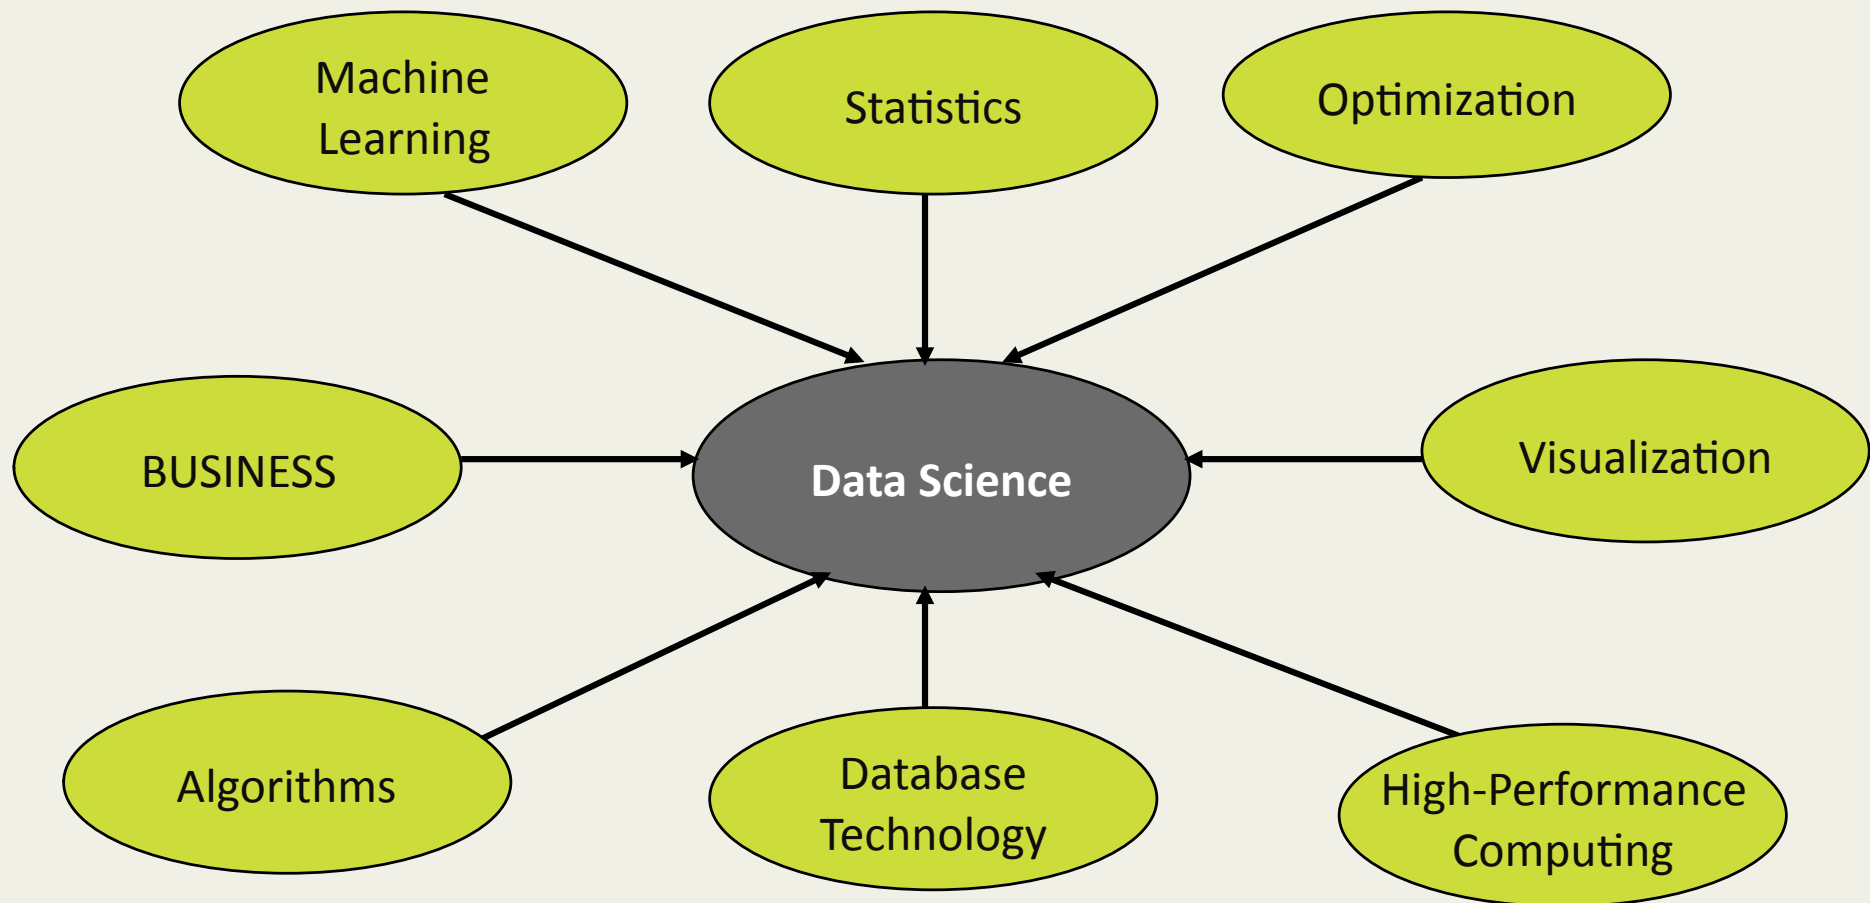 Machine
Learning
Statistics
Optimization
BUSINESS
Data Science
Visualization
Algorithms
Database
Technology
High-Performance
Computing